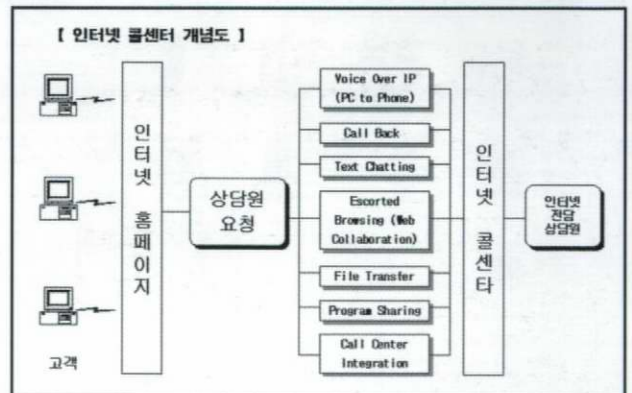 [ 인터넷 콜센터 개념도 ]
고객
인터넷 홈페이지
상담원
요청
Voice Over IP
(PC to Phone)
Call Back
Text Chatting
Escorted
Browsing (Web
Collaboration)
File Transfer
Program Sharing
Call Center
Integration
인터넷 콜센타
인터넷
전담
상담원